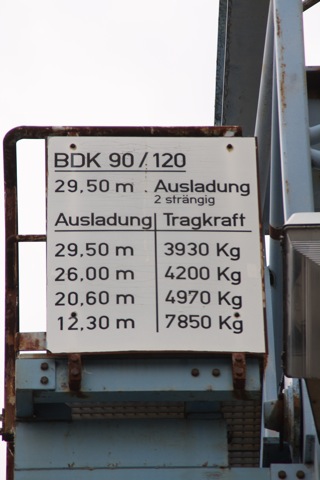 BDK 90/120
29,50 m . Ausladung
2 strängig
Ausladung Tragkraft
29,50 m 3930 Kg
26,00 m 4200 Kg
20,60 m 4970 Kg
12,30 m 7850 Kg